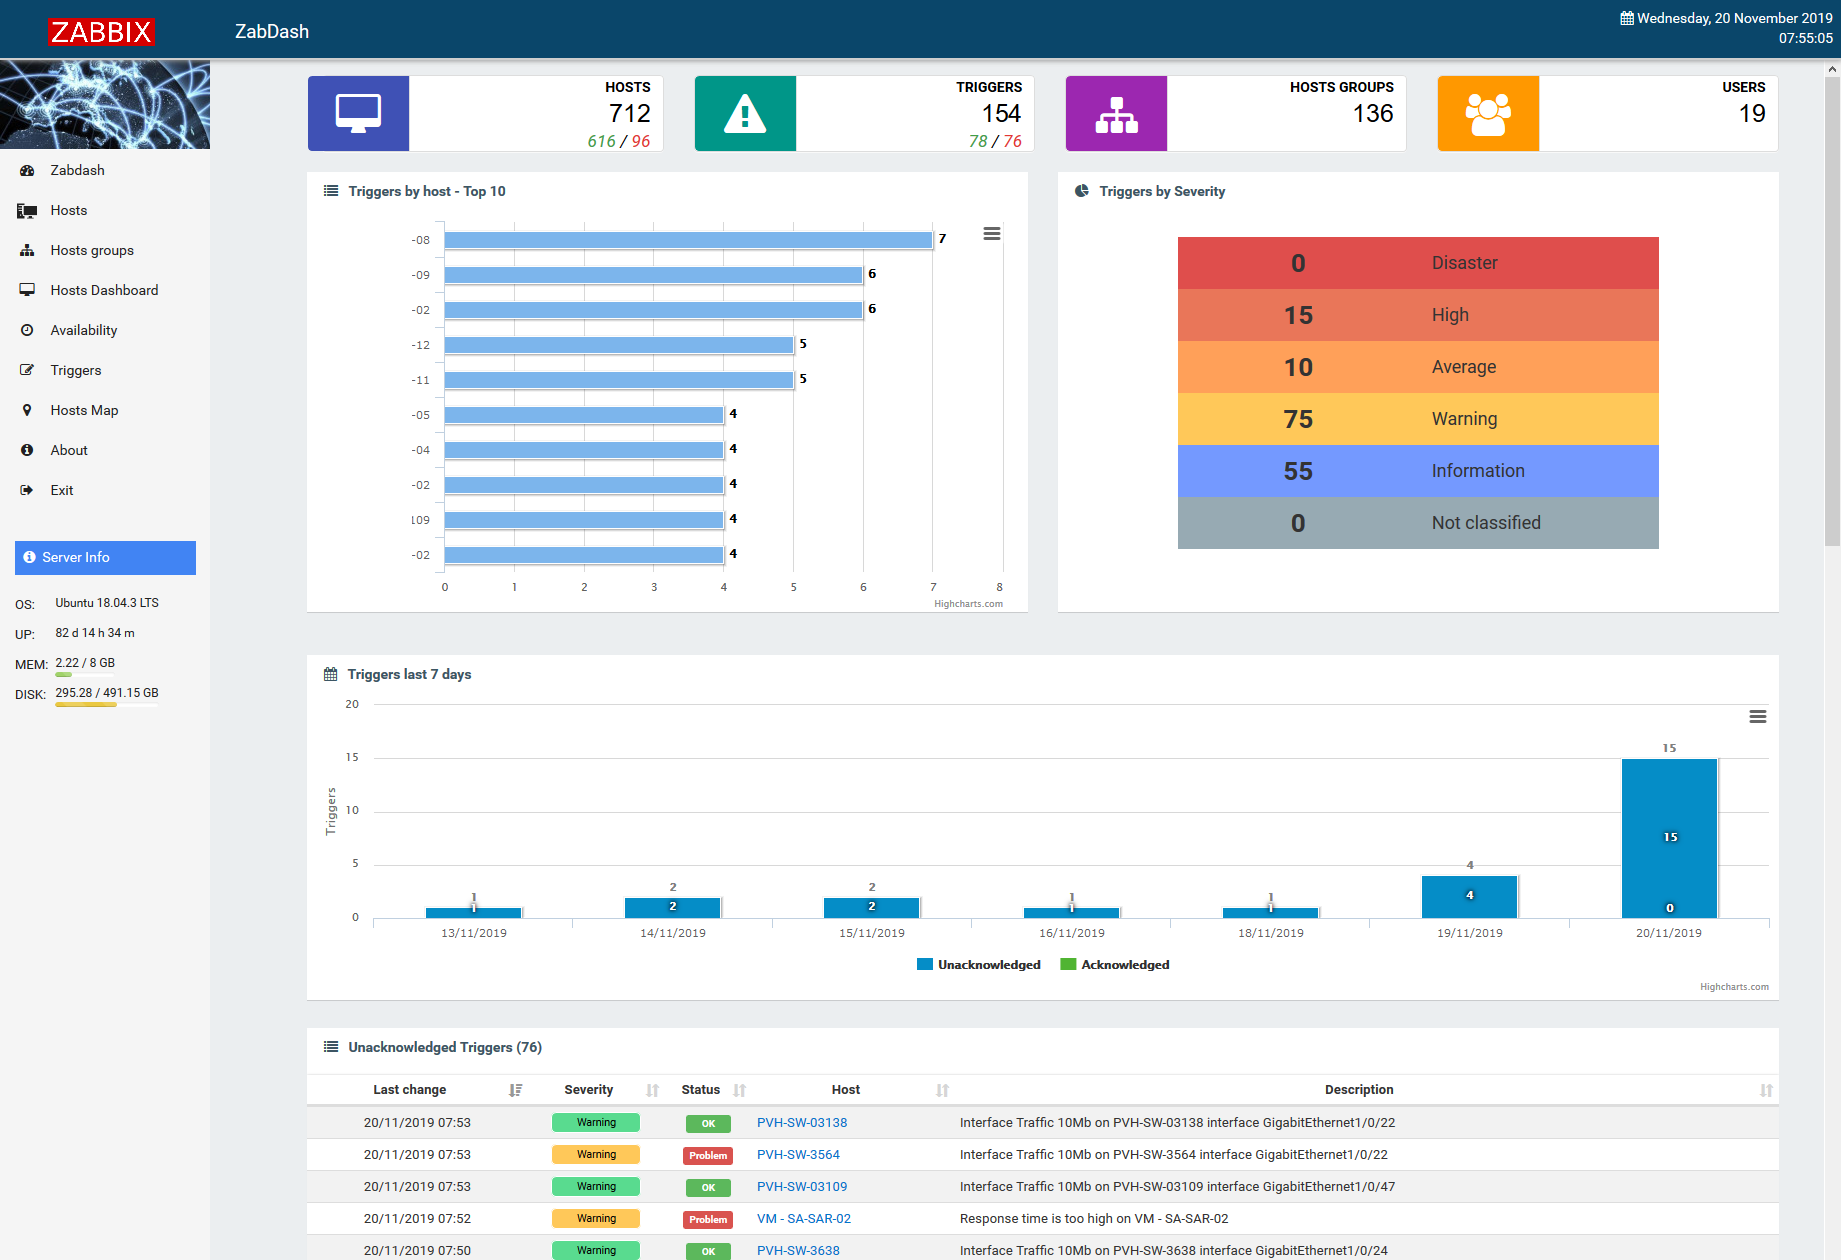 ZABBIX
ZabDash
Wednesday, 20 November 2019
07:55:05
Zabdash
Hosts
Hosts groups
Hosts Dashboard
Availability
Triggers
Hosts Map
About
Exit
Server Info
OS: Ubuntu 18.04.3 LTS
UP: 82 d 14 h 34 m
MEM: 2.22 / 8 GB
DISK: 295.28 / 491.15 GB
HOSTS
712
616 / 96
TRIGGERS
154
78 / 76
HOSTS GROUPS
136
USERS
19
Triggers by host - Top 10
-08 7
-09 6
-02 6
-12 5
-11 5
-05 4
-04 4
-02 4
109 4
-02 4
0 1 2 3 4 5 6 7 8
Highcharts.com
Triggers by Severity
0 Disaster
15 High
10 Average
75 Warning
55 Information
0 Not classified
Triggers last 7 days
Triggers
20
15
10
5
0
1 2 2 1 1 4 15
1 2 2 1 1 4 15
0
13/11/2019 14/11/2019 15/11/2019 16/11/2019 18/11/2019 19/11/2019 20/11/2019
Unacknowledged Acknowledged
Highcharts.com
Unacknowledged Triggers (76)
Last change Severity Status Host Description
20/11/2019 07:53 Warning OK PVH-SW-03138 Interface Traffic 10Mb on PVH-SW-03138 interface GigabitEthernet1/0/22
20/11/2019 07:53 Warning Problem PVH-SW-3564 Interface Traffic 10Mb on PVH-SW-3564 interface GigabitEthernet1/0/22
20/11/2019 07:53 Warning OK PVH-SW-03109 Interface Traffic 10Mb on PVH-SW-03109 interface GigabitEthernet1/0/47
20/11/2019 07:52 Warning Problem VM - SA-SAR-02 Response time is too high on VM - SA-SAR-02
20/11/2019 07:50 Warning OK PVH-SW-3638 Interface Traffic 10Mb on PVH-SW-3638 interface GigabitEthernet1/0/24